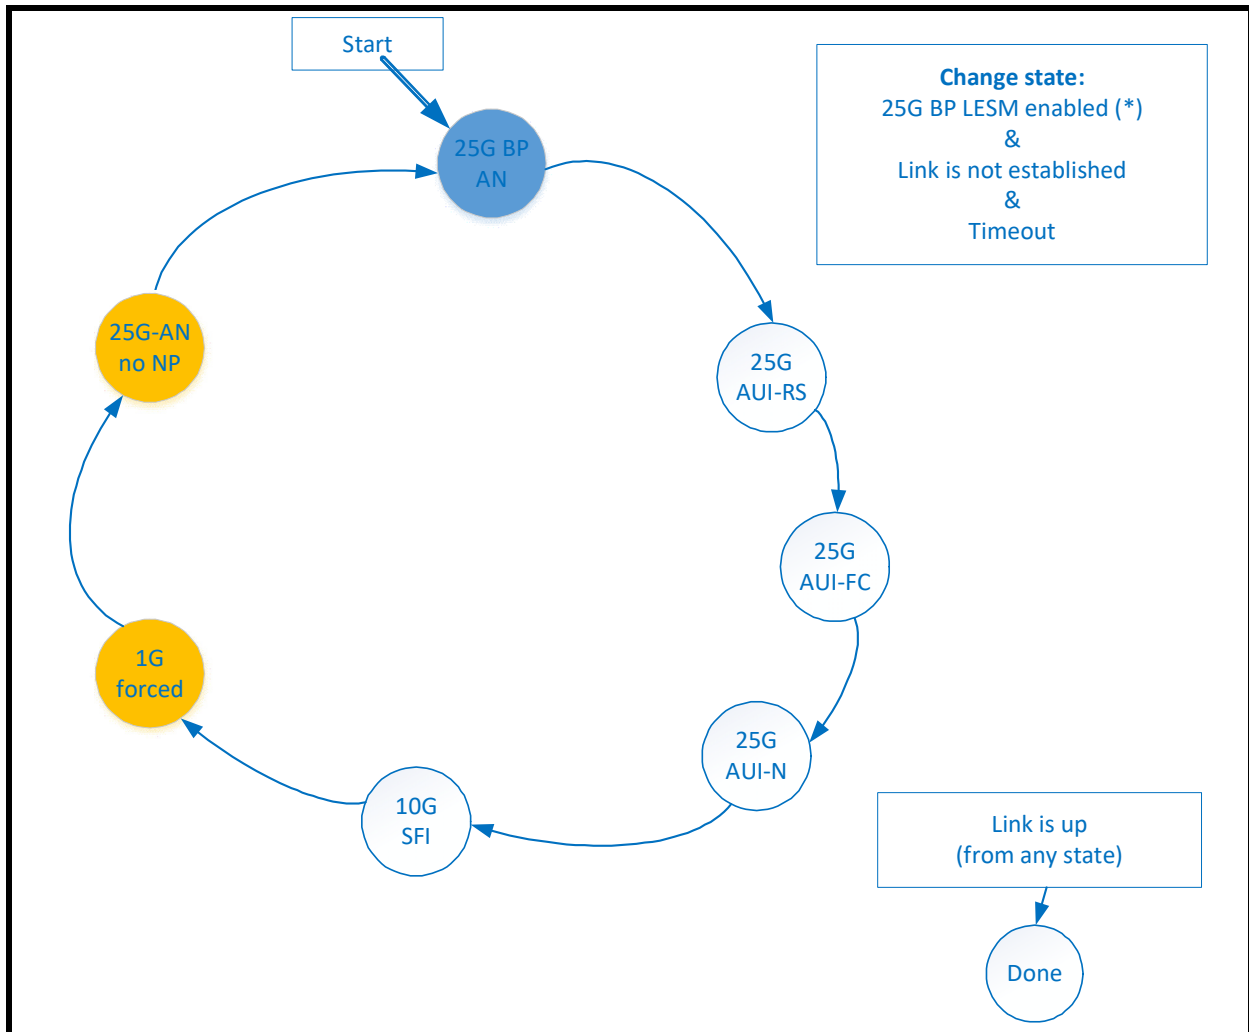 Start
Change state:
25G BP LESM enabled (*)
&
Link is not established
&
Timeout
25G BP
AN
25G
AUI-RS
25G
AUI-FC
25G
AUI-N
10G
SFI
1G
forced
25G-AN
no NP
Link is up
(from any state)
Done